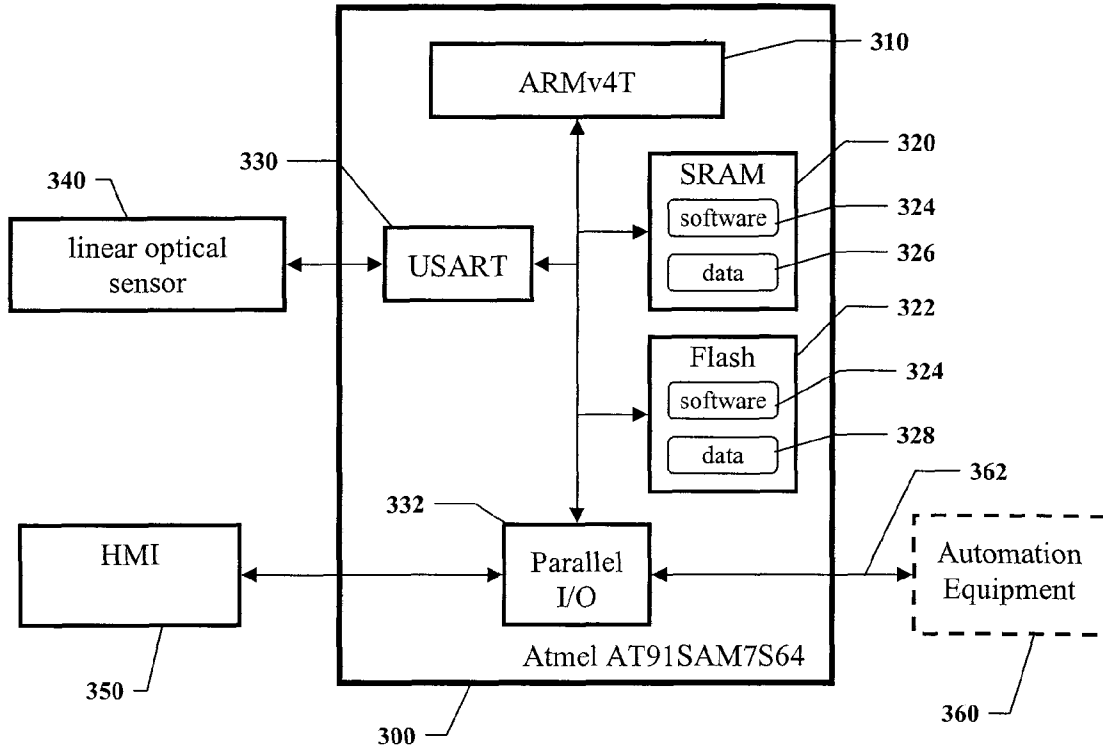 310
ARMv4T
330
320
340
SRAM
software
324
linear optical
sensor
USART
326
data
322
Flash
software
324
328
data
362
332
HMI
Parallel
I/O
Automation
Equipment
Atmel AT91SAM7S64
350
300
360